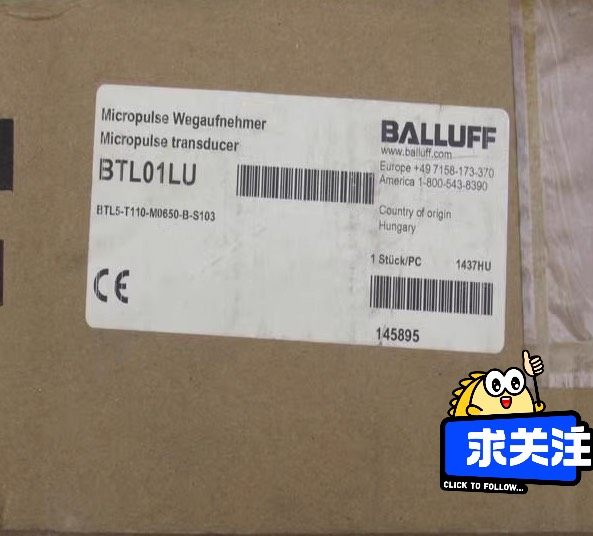 Micropulse Wegaufnehmer
Micropulse transducer
BTL01LU
BTL5-T110-M0650-B-S103
CE
BALLUFF
www.balluff.com
Europe +49 7158-173-370
America 1-800-543-8390
Country of origin
Hungary
1 Stück/PC 1437HU
145895
求关注
CLICK TO FOLLOW...